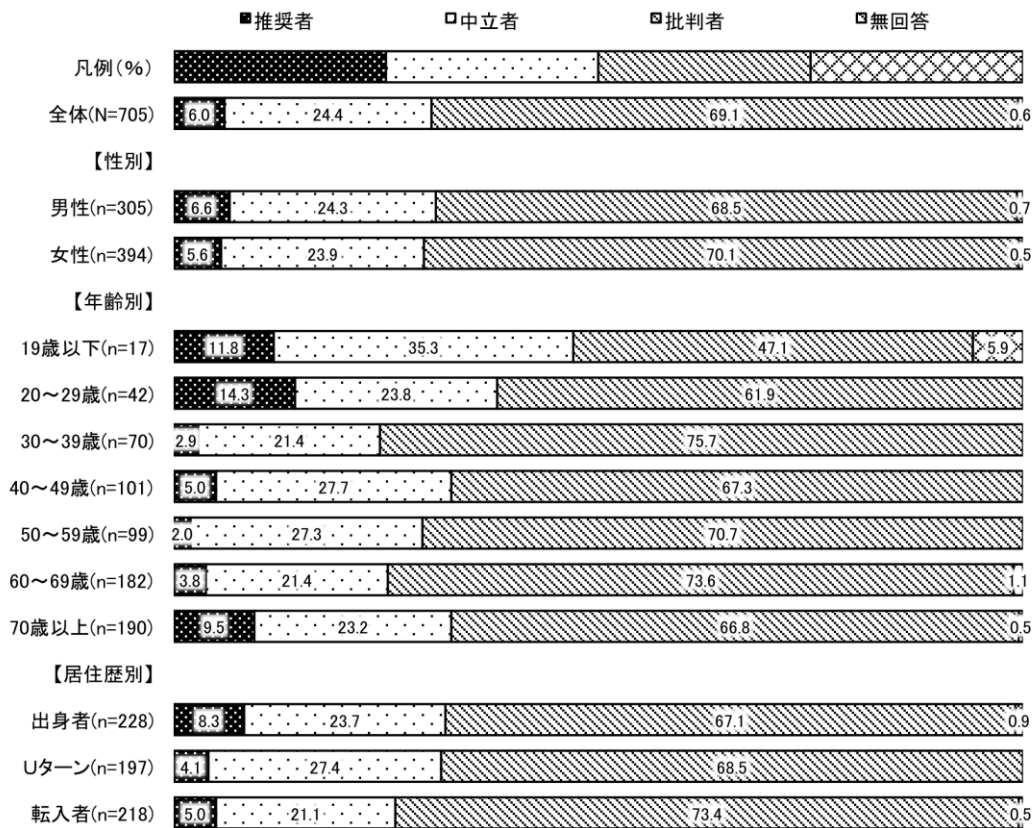 推奨者 中立者 批判者 無回答
凡例(%)
全体(N=705) 6.0 24.4 69.1 0.6
【性別】
男性(n=305) 6.6 24.3 68.5 0.7
女性(n=394) 5.6 23.9 70.1 0.5
【年齢別】
19歳以下(n=17) 11.8 35.3 47.1 5.9
20～29歳(n=42) 14.3 23.8 61.9
30～39歳(n=70) 2.9 21.4 75.7
40～49歳(n=101) 5.0 27.7 67.3
50～59歳(n=99) 2.0 27.3 70.7
60～69歳(n=182) 3.8 21.4 73.6 1.1
70歳以上(n=190) 9.5 23.2 66.8 0.5
【居住歴別】
出身者(n=228) 8.3 23.7 67.1 0.9
Uターン(n=197) 4.1 27.4 68.5
転入者(n=218) 5.0 21.1 73.4 0.5